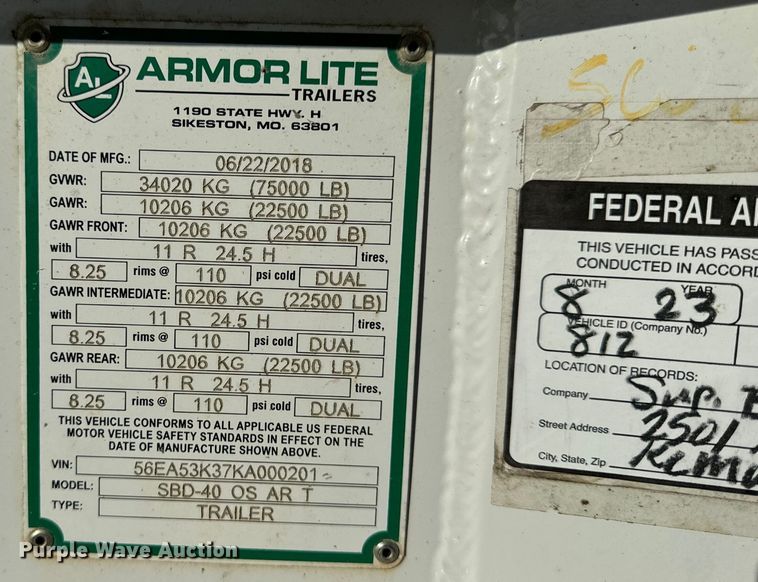 AL
ARMOR LITE
TRAILERS
1190 STATE HWY. H
SIKESTON, MO. 63801
DATE OF MFG.: 06/22/2018
GVWR: 34020 KG (75000 LB)
GAWR: 10206 KG (22500 LB)
GAWR FRONT: 10206 KG (22500 LB)
with 11 R 24.5 H tires,
8.25 rims @ 110 psi cold DUAL
GAWR INTERMEDIATE: 10206 KG (22500 LB)
with 11 R 24.5 H tires,
8.25 rims @ 110 psi cold DUAL
GAWR REAR: 10206 KG (22500 LB)
with 11 R 24.5 H tires,
8.25 rims @ 110 psi cold DUAL
THIS VEHICLE CONFORMS TO ALL APPLICABLE US FEDERAL
MOTOR VEHICLE SAFETY STANDARDS IN EFFECT ON THE
DATE OF MANUFACTURE SHOWN ABOVE.
VIN: 56EA53K37KA000201
MODEL: SBD-40 OS AR T
TYPE: TRAILER
FEDERAL
THIS VEHICLE HAS PASS
CONDUCTED IN ACCORD
MONTH YEAR
8 23
VEHICLE ID (Company No.)
812
LOCATION OF RECORDS:
Company Sup.
Street Address 2501
City, State, Zip
Purple Wave Auction